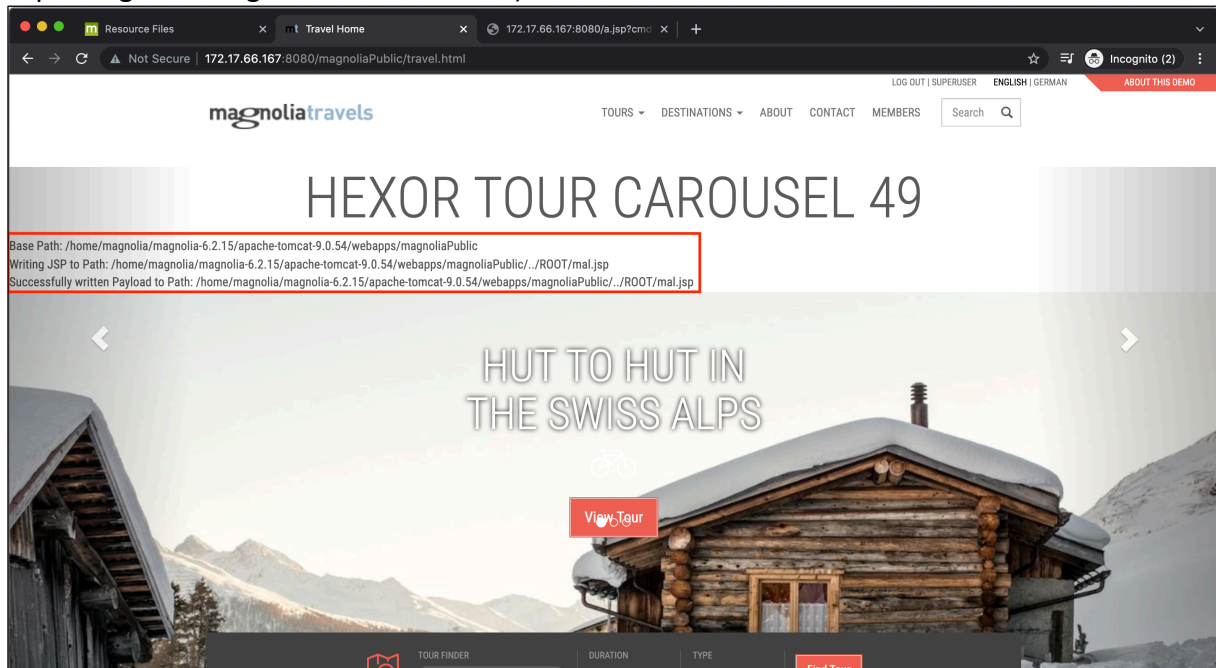 Resource Files
Travel Home
172.17.66.167:8080/a.jsp?cmd
Not Secure | 172.17.66.167:8080/magnoliaPublic/travel.html
Incognito (2)
LOG OUT | SUPERUSER ENGLISH | GERMAN ABOUT THIS DEMO
magnoliatravels TOURS DESTINATIONS ABOUT CONTACT MEMBERS Search
HEXOR TOUR CAROUSEL 49
Base Path: /home/magnolia/magnolia-6.2.15/apache-tomcat-9.0.54/webapps/magnoliaPublic
Writing JSP to Path: /home/magnolia/magnolia-6.2.15/apache-tomcat-9.0.54/webapps/magnoliaPublic/../ROOT/mal.jsp
Successfully written Payload to Path: /home/magnolia/magnolia-6.2.15/apache-tomcat-9.0.54/webapps/magnoliaPublic/../ROOT/mal.jsp
HUT TO HUT IN
THE SWISS ALPS
View Tour
TOUR FINDER DURATION TYPE
Find Tour